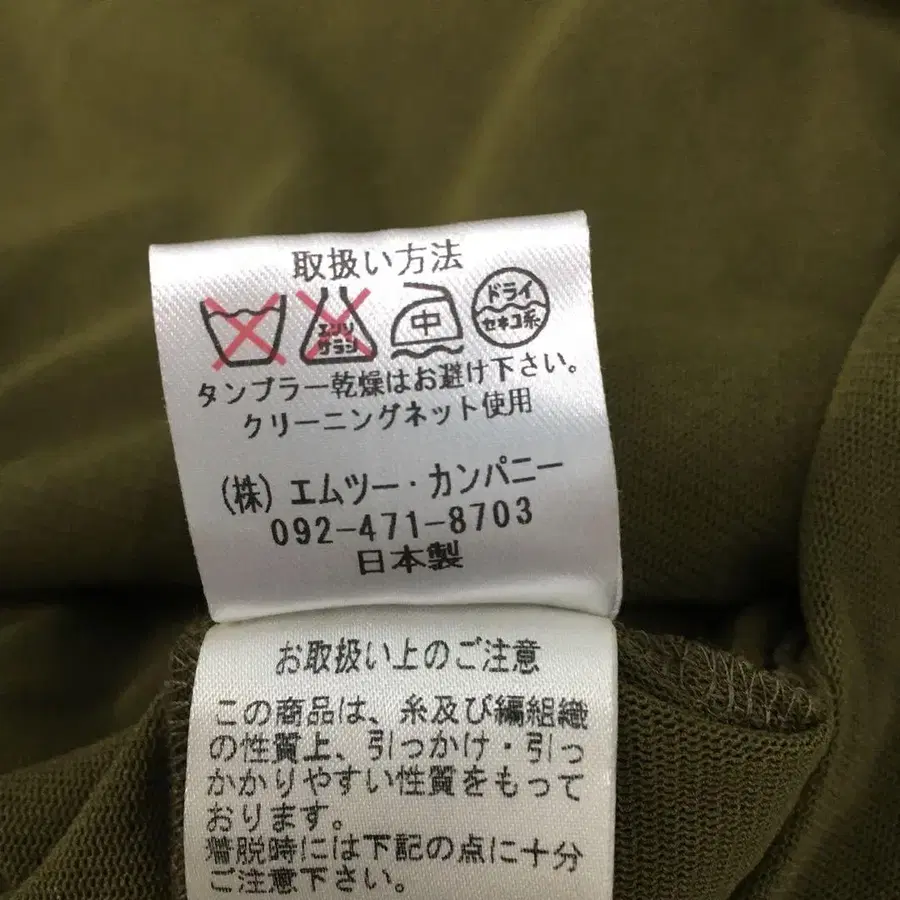 取扱い方法
エンソ サラシ 中 ドライ セキユ系
タンブラー乾燥はお避け下さい。
クリーニングネット使用
(株)エムツー・カンパニー
092-471-8703
日本製
お取扱い上のご注意
この商品は、糸及び編組織
の性質上、引っかけ・引っ
かかりやすい性質をもって
おります。
着脱時には下記の点に十分
ご注意下さい。